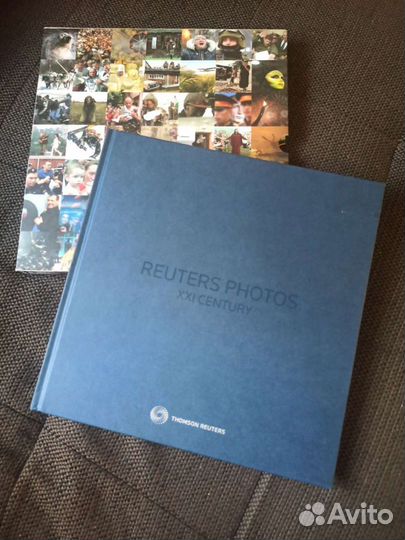 REUTERS PHOTOS
XXI CENTURY
THOMSON REUTERS
Avito